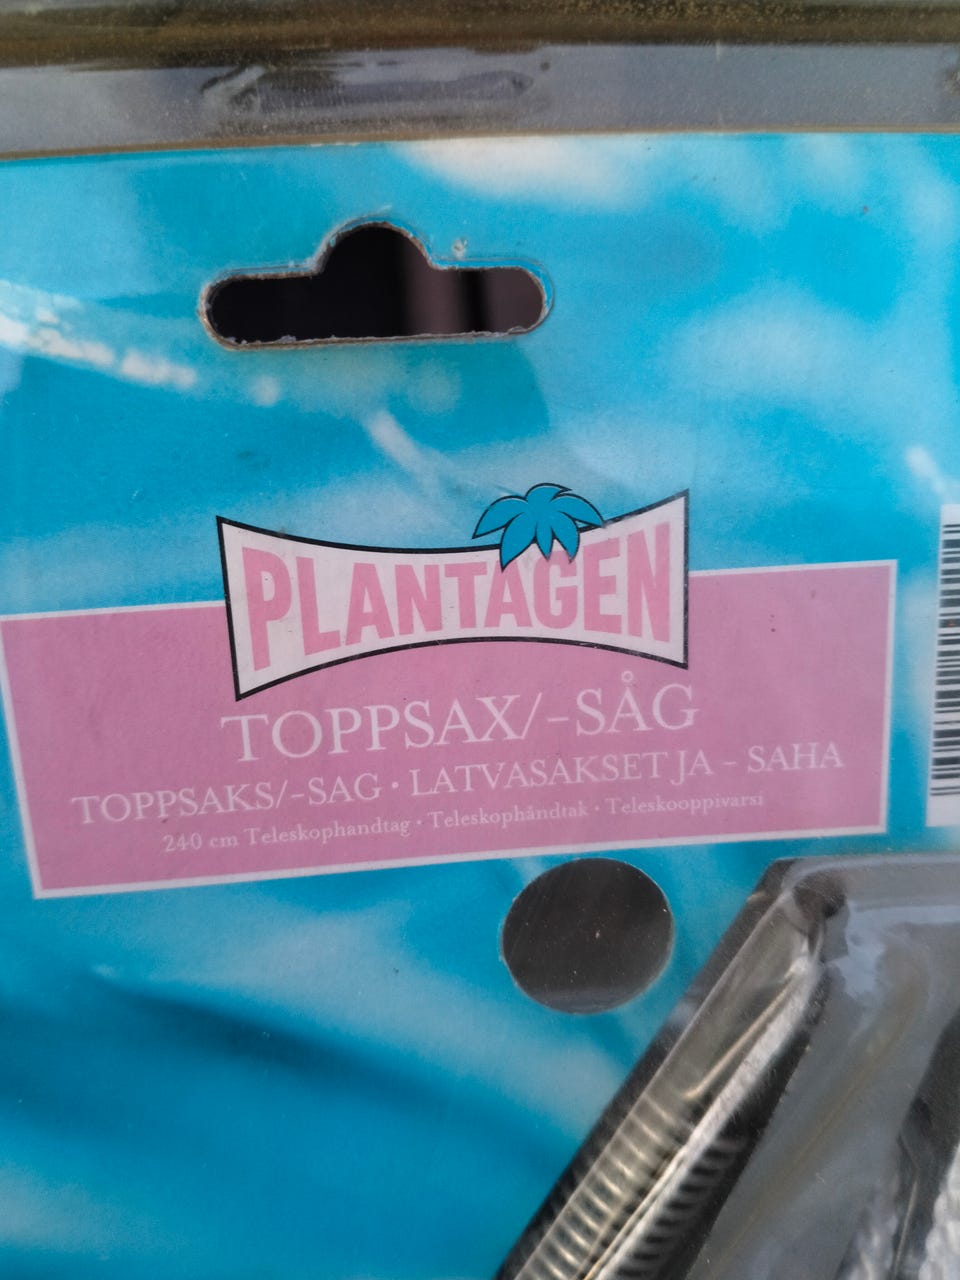 PLANTAGEN
TOPPSAX/-SÅG
TOPPSAKS/-SAG · LATVASAKSET JA - SAHA
240 cm Teleskophandtag · Teleskophåndtak · Teleskooppivarsi